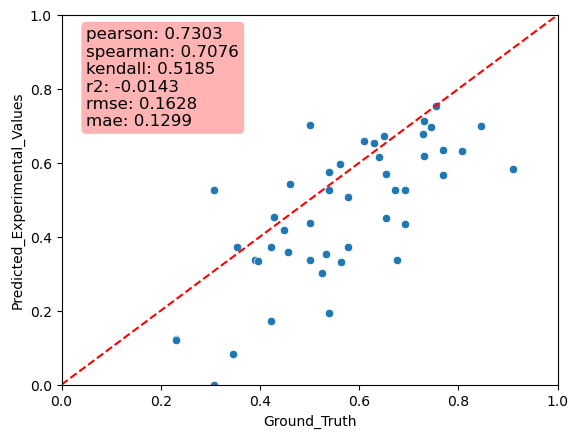 pearson: 0.7303
spearman: 0.7076
kendall: 0.5185
r2: -0.0143
rmse: 0.1628
mae: 0.1299
Predicted_Experimental_Values
1.0
0.8
0.6
0.4
0.2
0.0
0.0 0.2 0.4 0.6 0.8 1.0
Ground_Truth